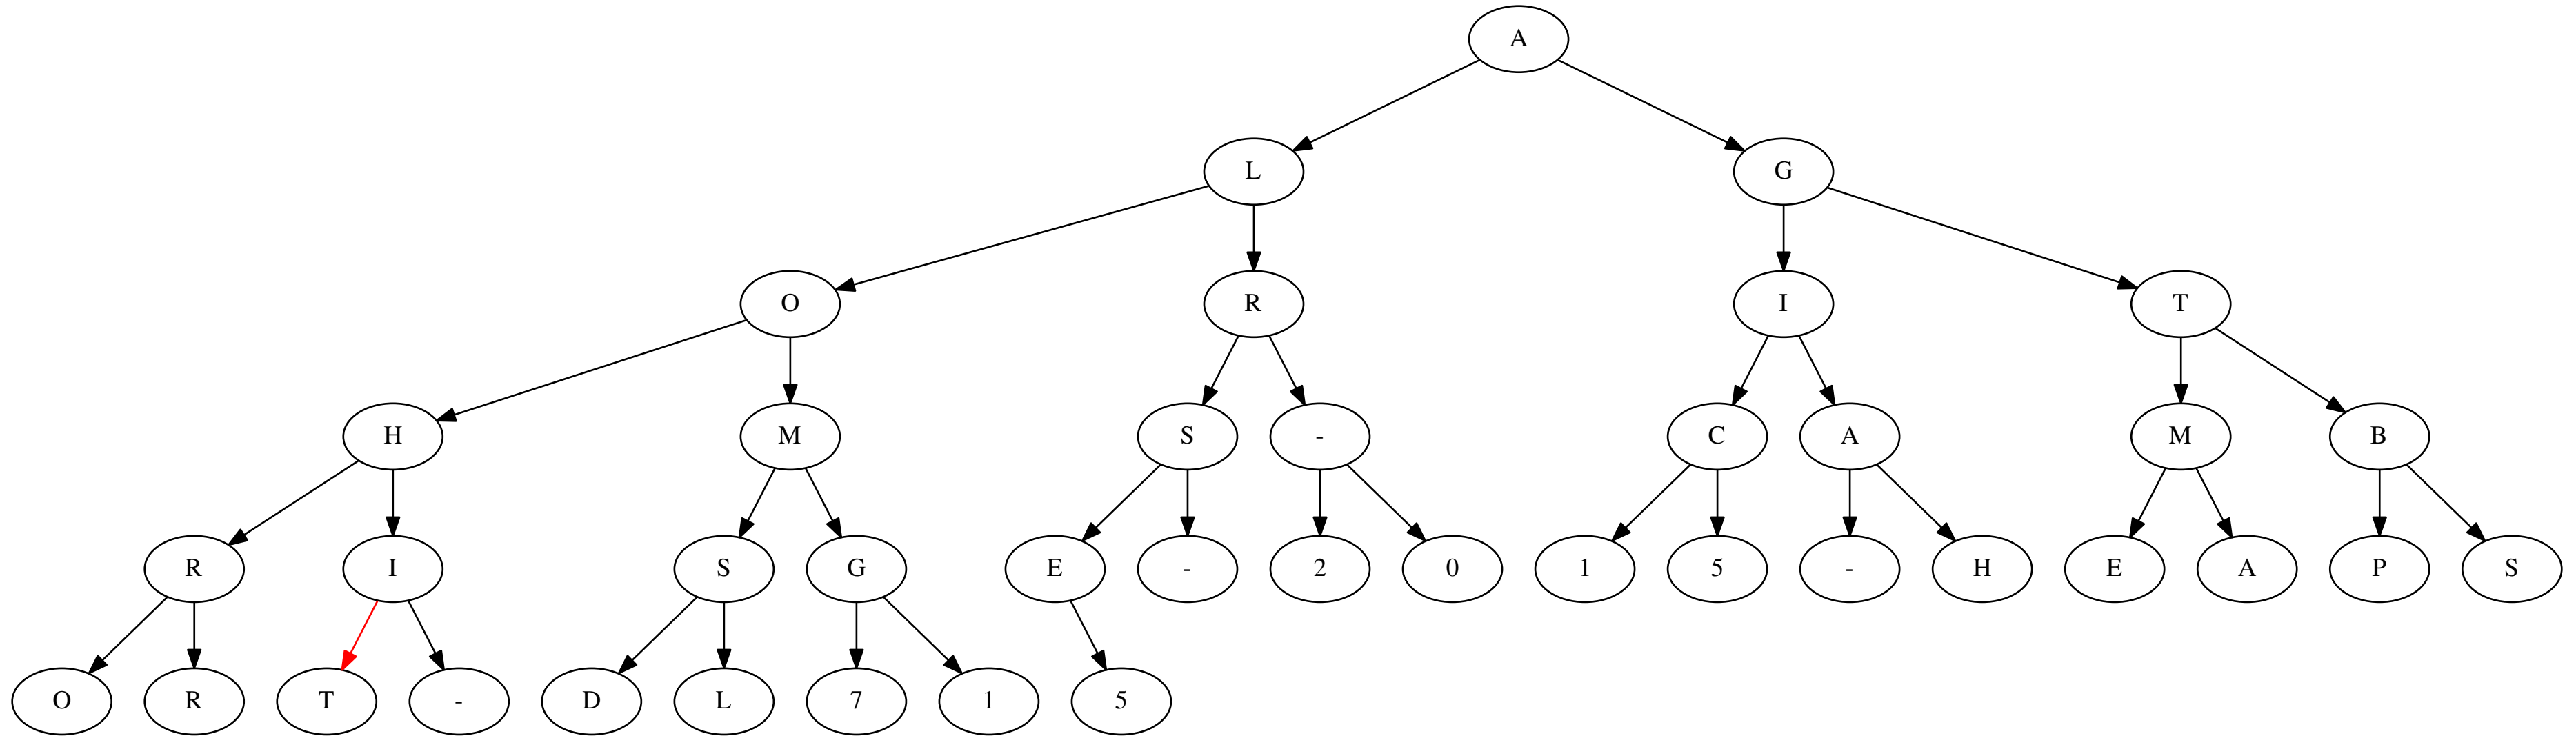 A
L G
O R I T
H M S - C A M B
R I S G E - 2 0 1 5 - H E A P S
O R T - D L 7 1 5